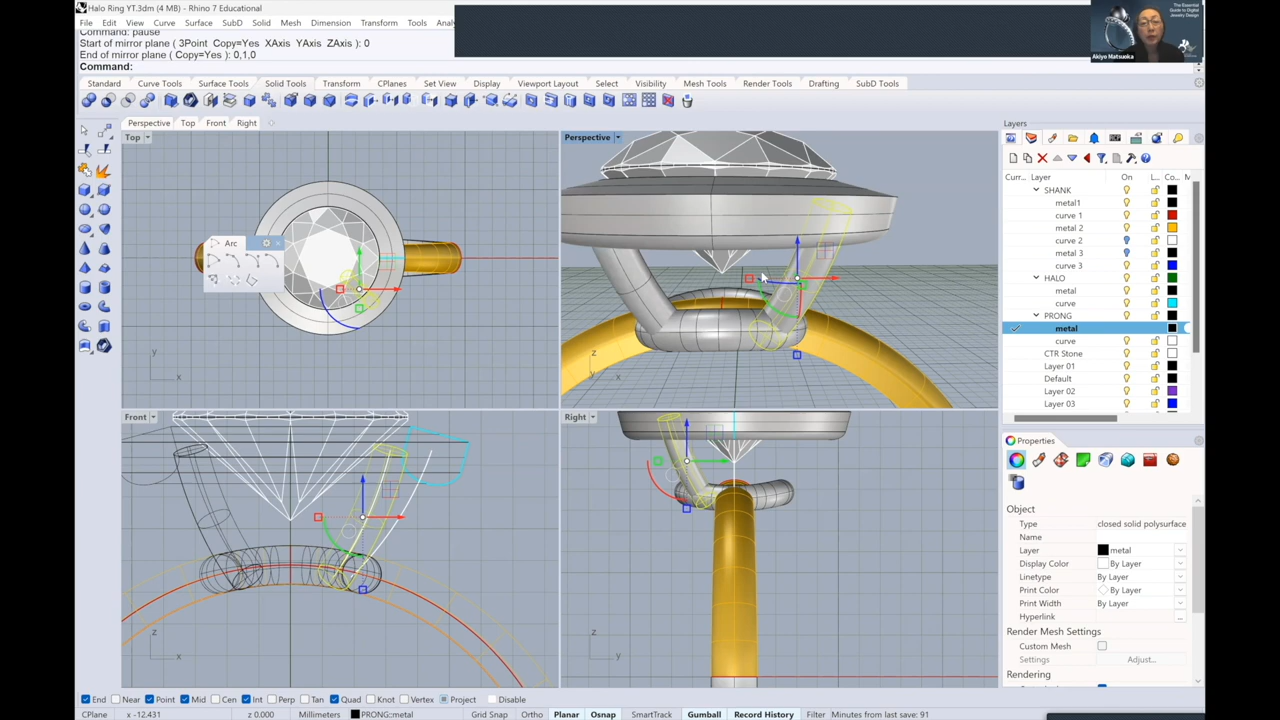 Halo Ring YT.3dm (4 MB) - Rhino 7 Educational
File Edit View Curve Surface SubD Solid Mesh Dimension Transform Tools
Command: pause
Start of mirror plane ( 3Point Copy=Yes XAxis YAxis ZAxis ): 0
End of mirror plane ( Copy=Yes ): 0,1,0
Command:
The Essential
Guide to Digital
Jewelry Design
Akiyo Matsuoka
Standard Curve Tools Surface Tools Solid Tools Transform CPlanes Set View Display Viewport Layout Select Visibility Mesh Tools Render Tools Drafting SubD Tools
Perspective Top Front Right
Top
Perspective
Arc
Front
Right
x
y
z
y
x
z
x
z
y
Layers
Curr... Layer On L... Co... M
SHANK
metal1
curve 1
metal 2
curve 2
metal 3
curve 3
HALO
metal
curve
PRONG
metal
curve
CTR Stone
Layer 01
Default
Layer 02
Layer 03
Properties
Object
Type closed solid polysurface
Name
Layer metal
Display Color By Layer
Linetype By Layer
Print Color By Layer
Print Width By Layer
Hyperlink ...
Render Mesh Settings
Custom Mesh
Settings Adjust...
Rendering
End Near Point Mid Cen Int Perp Tan Quad Knot Vertex Project Disable
CPlane x -12.431 z 0.000 Millimeters PRONG::metal Grid Snap Ortho Planar Osnap SmartTrack Gumball Record History Filter Minutes from last save: 91